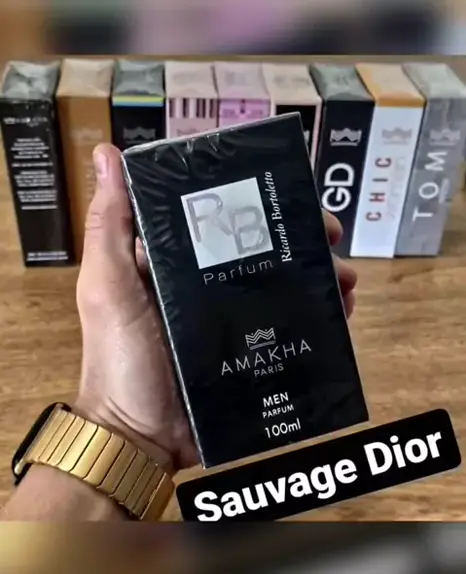 GD
CHIC
TOM
RB
Parfum
Ricardo Bortoletto
AMAKHA
PARIS
MEN
PARFUM
100ml
Sauvage Dior